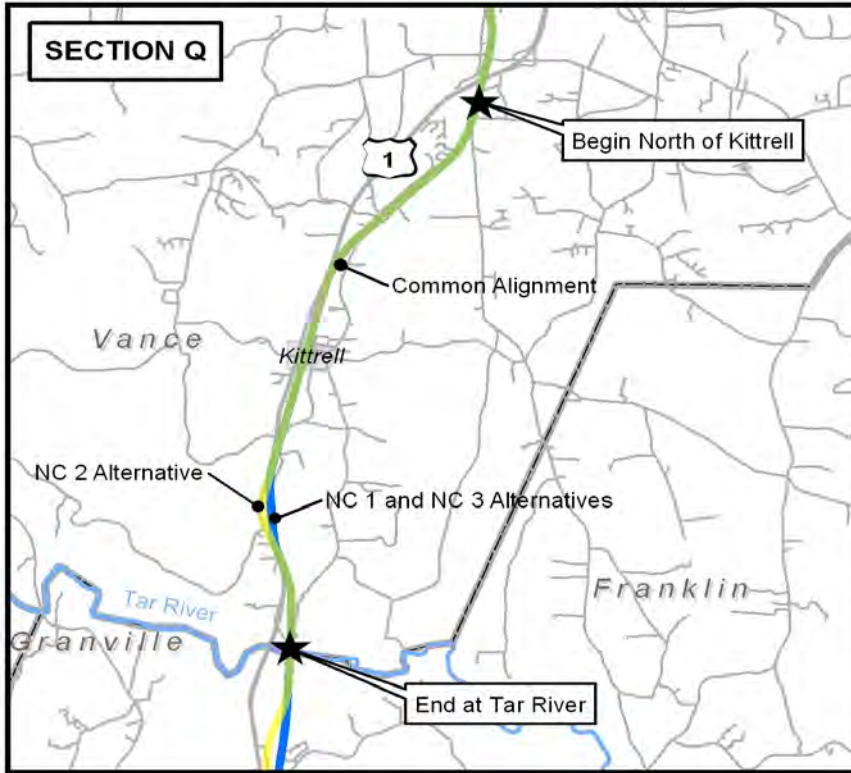 SECTION Q
Begin North of Kittrell
1
Common Alignment
Vance
Kittrell
NC 2 Alternative
NC 1 and NC 3 Alternatives
Tar River
Franklin
Granville
End at Tar River